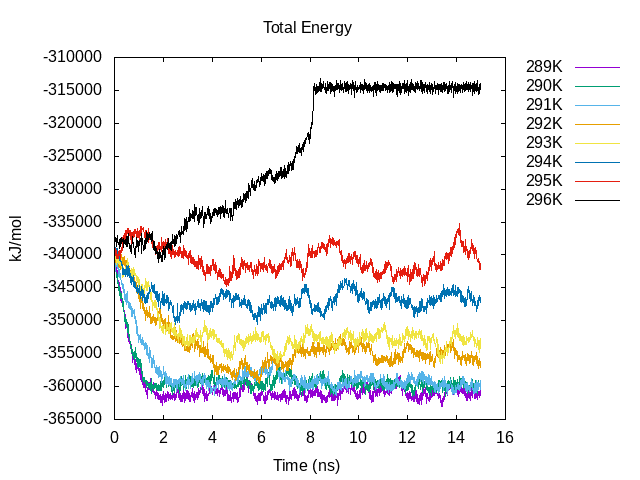 Total Energy
-310000
-315000
-320000
-325000
-330000
-335000
-340000
-345000
-350000
-355000
-360000
-365000
kJ/mol
0 2 4 6 8 10 12 14 16
Time (ns)
289K
290K
291K
292K
293K
294K
295K
296K